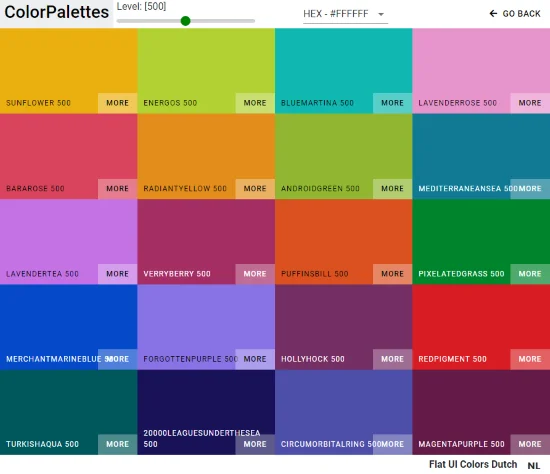 ColorPalettes
Level: [500]
HEX - #FFFFFF
GO BACK
SUNFLOWER 500 MORE
ENERGOS 500 MORE
BLUEMARTINA 500 MORE
LAVENDERROSE 500 MORE
BARAROSE 500 MORE
RADIANTYELLOW 500 MORE
ANDROIDGREEN 500 MORE
MEDITERRANEANSEA 500 MORE
LAVENDERTEA 500 MORE
VERRYBERRY 500 MORE
PUFFINSBILL 500 MORE
PIXELATEDGRASS 500 MORE
MERCHANTMARINEBLUE 500 MORE
FORGOTTENPURPLE 500 MORE
HOLLYHOCK 500 MORE
REDPIGMENT 500 MORE
TURKISHAQUA 500 MORE
20000LEAGUESUNDERTHESEA
500 MORE
CIRCUMORBITALRING 500 MORE
MAGENTAPURPLE 500 MORE
Flat UI Colors Dutch NL